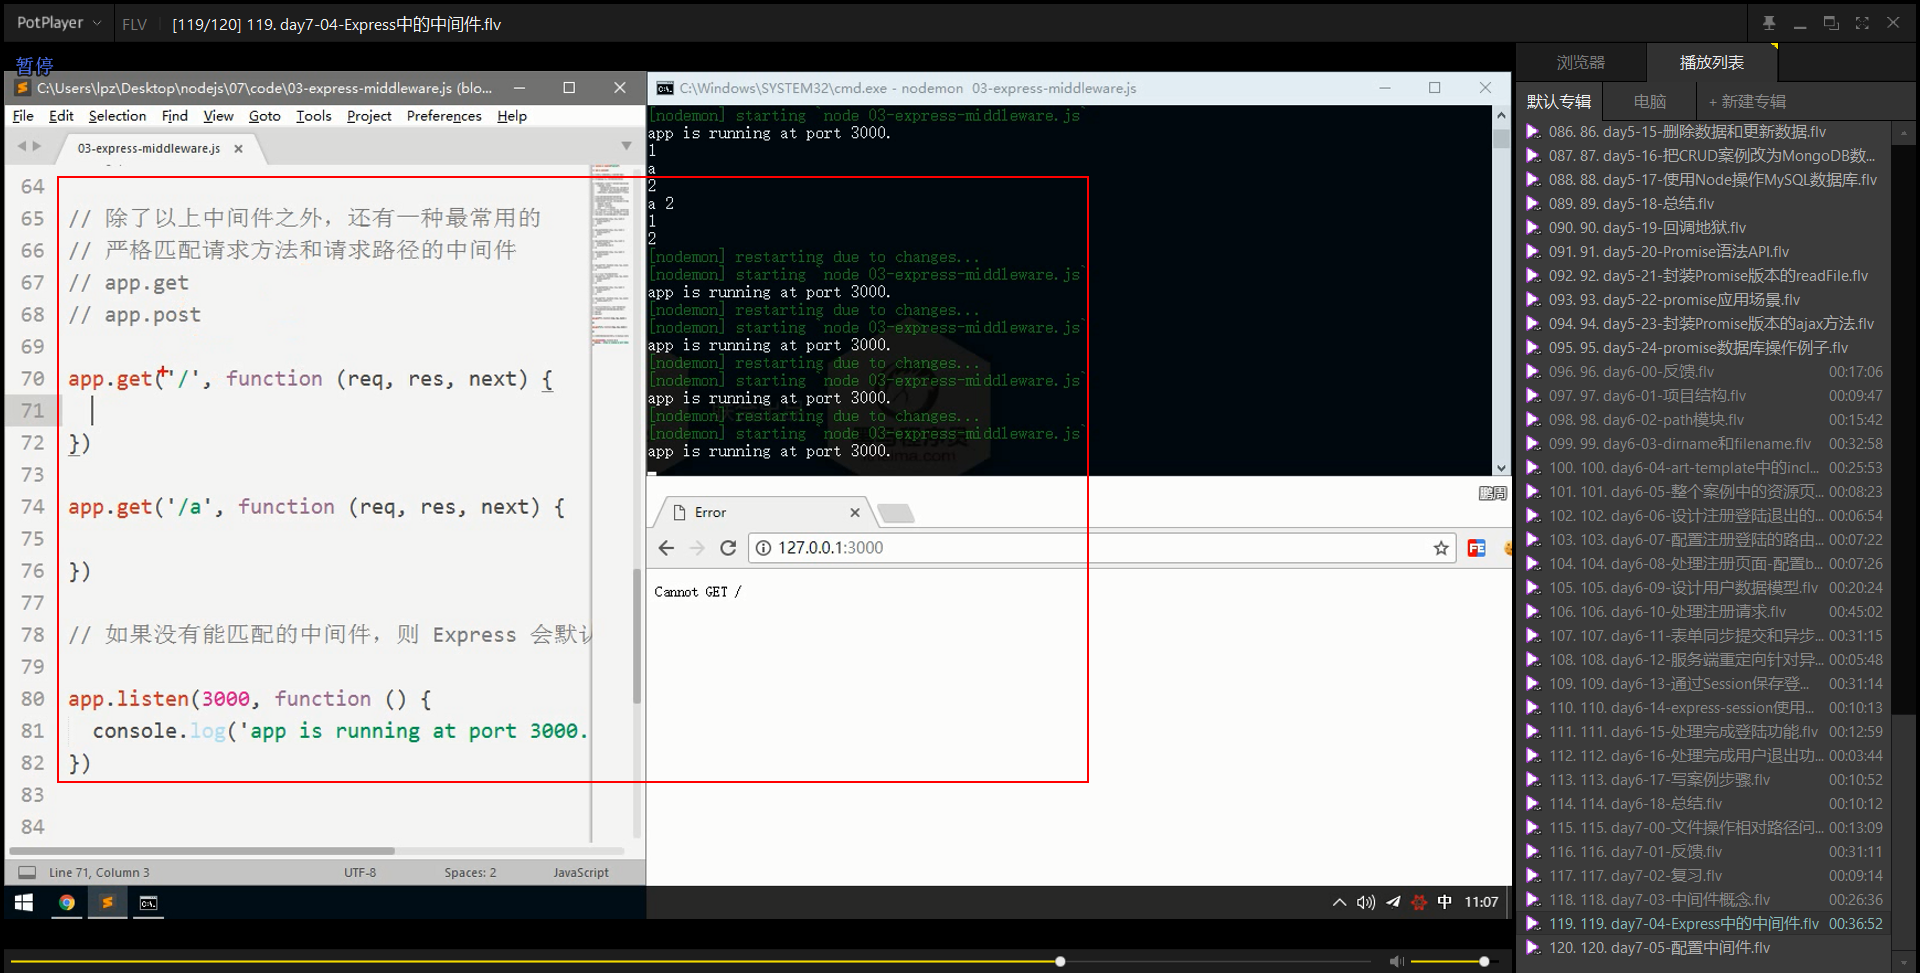 PotPlayer
FLV
[119/120] 119. day7-04-Express中的中间件.flv
暂停
C:\Users\lpz\Desktop\nodejs\07\code\03-express-middleware.js (blo...
File Edit Selection Find View Goto Tools Project Preferences Help
03-express-middleware.js
64
65 // 除了以上中间件之外，还有一种最常用的
66 // 严格匹配请求方法和请求路径的中间件
67 // app.get
68 // app.post
69
70 app.get('/', function (req, res, next) {
71
72 })
73
74 app.get('/a', function (req, res, next) {
75
76 })
77
78 // 如果没有能匹配的中间件，则 Express 会默认
79
80 app.listen(3000, function () {
81 console.log('app is running at port 3000.
82 })
83
84
Line 71, Column 3
UTF-8
Spaces: 2
JavaScript
C:\Windows\SYSTEM32\cmd.exe - nodemon 03-express-middleware.js
[nodemon] starting `node 03-express-middleware.js`
app is running at port 3000.
1
a
2
a 2
1
2
[nodemon] restarting due to changes...
[nodemon] starting `node 03-express-middleware.js`
app is running at port 3000.
[nodemon] restarting due to changes...
[nodemon] starting `node 03-express-middleware.js`
app is running at port 3000.
[nodemon] restarting due to changes...
[nodemon] starting `node 03-express-middleware.js`
app is running at port 3000.
[nodemon] restarting due to changes...
[nodemon] starting `node 03-express-middleware.js`
app is running at port 3000.
鹏周
Error
127.0.0.1:3000
FE
Cannot GET /
中
11:07
浏览器
播放列表
默认专辑
电脑
+ 新建专辑
086. 86. day5-15-删除数据和更新数据.flv
087. 87. day5-16-把CRUD案例改为MongoDB数...
088. 88. day5-17-使用Node操作MySQL数据库.flv
089. 89. day5-18-总结.flv
090. 90. day5-19-回调地狱.flv
091. 91. day5-20-Promise语法API.flv
092. 92. day5-21-封装Promise版本的readFile.flv
093. 93. day5-22-promise应用场景.flv
094. 94. day5-23-封装Promise版本的ajax方法.flv
095. 95. day5-24-promise数据库操作例子.flv
096. 96. day6-00-反馈.flv 00:17:06
097. 97. day6-01-项目结构.flv 00:09:47
098. 98. day6-02-path模块.flv 00:15:42
099. 99. day6-03-dirname和filename.flv 00:32:58
100. 100. day6-04-art-template中的incl... 00:25:53
101. 101. day6-05-整个案例中的资源页... 00:08:23
102. 102. day6-06-设计注册登陆退出的... 00:06:54
103. 103. day6-07-配置注册登陆的路由... 00:07:22
104. 104. day6-08-处理注册页面-配置b... 00:07:26
105. 105. day6-09-设计用户数据模型.flv 00:20:24
106. 106. day6-10-处理注册请求.flv 00:45:02
107. 107. day6-11-表单同步提交和异步... 00:31:15
108. 108. day6-12-服务端重定向针对异... 00:05:48
109. 109. day6-13-通过Session保存登... 00:31:14
110. 110. day6-14-express-session使用... 00:10:13
111. 111. day6-15-处理完成登陆功能.flv 00:12:59
112. 112. day6-16-处理完成用户退出功... 00:03:44
113. 113. day6-17-写案例步骤.flv 00:10:52
114. 114. day6-18-总结.flv 00:10:12
115. 115. day7-00-文件操作相对路径问... 00:13:09
116. 116. day7-01-反馈.flv 00:31:11
117. 117. day7-02-复习.flv 00:09:14
118. 118. day7-03-中间件概念.flv 00:26:36
119. 119. day7-04-Express中的中间件.flv 00:36:52
120. 120. day7-05-配置中间件.flv